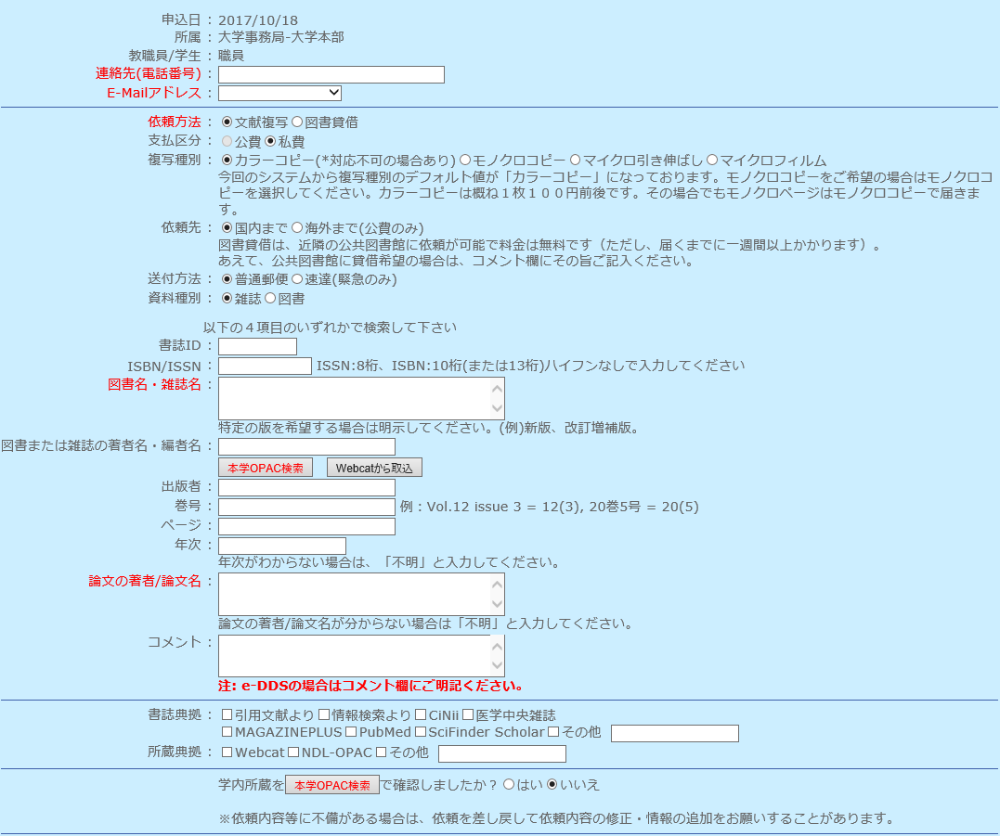 申込日 : 2017/10/18
所属 : 大学事務局-大学本部
教職員/学生 : 職員
連絡先(電話番号) :
E-Mailアドレス :
依頼方法 : 文献複写 図書貸借
支払区分 : 公費 私費
複写種別 : カラーコピー(*対応不可の場合あり) モノクロコピー マイクロ引き伸ばし マイクロフィルム
今回のシステムから複写種別のデフォルト値が「カラーコピー」になっております。モノクロコピーをご希望の場合はモノクロコ
ピーを選択してください。カラーコピーは概ね１枚１００円前後です。その場合でもモノクロページはモノクロコピーで届きま
す。
依頼先 : 国内まで 海外まで(公費のみ)
図書貸借は、近隣の公共図書館に依頼が可能で料金は無料です（ただし、届くまでに一週間以上かかります）。
あえて、公共図書館に貸借希望の場合は、コメント欄にその旨ご記入ください。
送付方法 : 普通郵便 速達(緊急のみ)
資料種別 : 雑誌 図書
以下の４項目のいずれかで検索して下さい
書誌ID :
ISBN/ISSN : ISSN:8桁、ISBN:10桁(または13桁)ハイフンなしで入力してください
図書名・雑誌名 :
特定の版を希望する場合は明示してください。(例)新版、改訂増補版。
図書または雑誌の著者名・編者名 :
本学OPAC検索 Webcatから取込
出版者 :
巻号 : 例：Vol.12 issue 3 = 12(3), 20巻5号 = 20(5)
ページ :
年次 :
年次がわからない場合は、「不明」と入力してください。
論文の著者/論文名 :
論文の著者/論文名が分からない場合は「不明」と入力してください。
コメント :
注: e-DDSの場合はコメント欄にご明記ください。
書誌典拠 : 引用文献より 情報検索より CiNii 医学中央雑誌
MAGAZINEPLUS PubMed SciFinder Scholar その他
所蔵典拠 : Webcat NDL-OPAC その他
学内所蔵を 本学OPAC検索 で確認しましたか？ はい いいえ
※依頼内容等に不備がある場合は、依頼を差し戻して依頼内容の修正・情報の追加をお願いすることがあります。